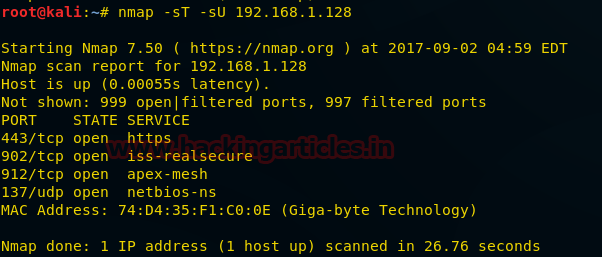 root@kali:~# nmap -sT -sU 192.168.1.128
Starting Nmap 7.50 ( https://nmap.org ) at 2017-09-02 04:59 EDT
Nmap scan report for 192.168.1.128
Host is up (0.00055s latency).
Not shown: 999 open|filtered ports, 997 filtered ports
PORT    STATE SERVICE
443/tcp open  https
www.hackingarticles.in
902/tcp open  iss-realsecure
912/tcp open  apex-mesh
137/udp open  netbios-ns
MAC Address: 74:D4:35:F1:C0:0E (Giga-byte Technology)
Nmap done: 1 IP address (1 host up) scanned in 26.76 seconds